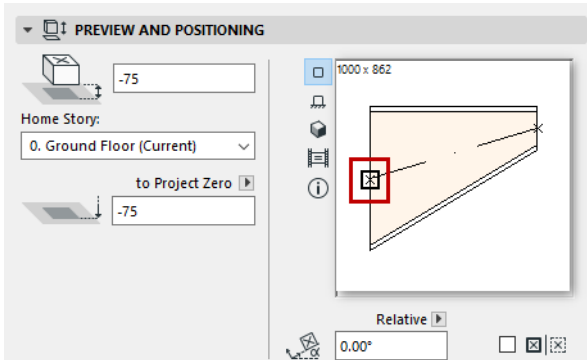 PREVIEW AND POSITIONING
-75
Home Story:
0. Ground Floor (Current)
to Project Zero
-75
1000 x 862
Relative
α
0.00°